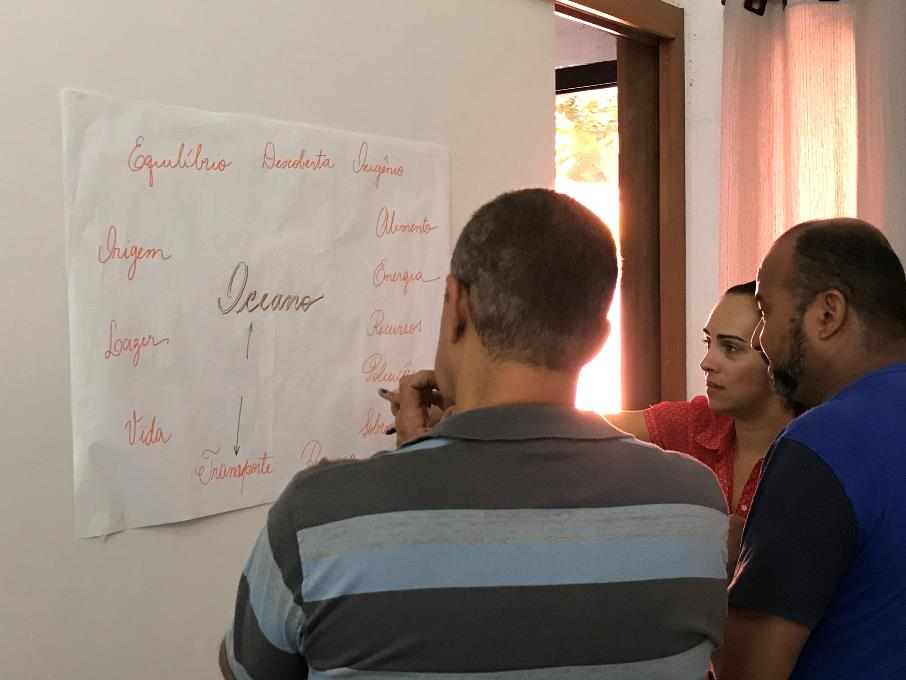 Equilíbrio Descoberta Oxigênio
Alimento
Origem
Energia
Oceano
Recursos
Lazer
Poluição
Vida
Transporte